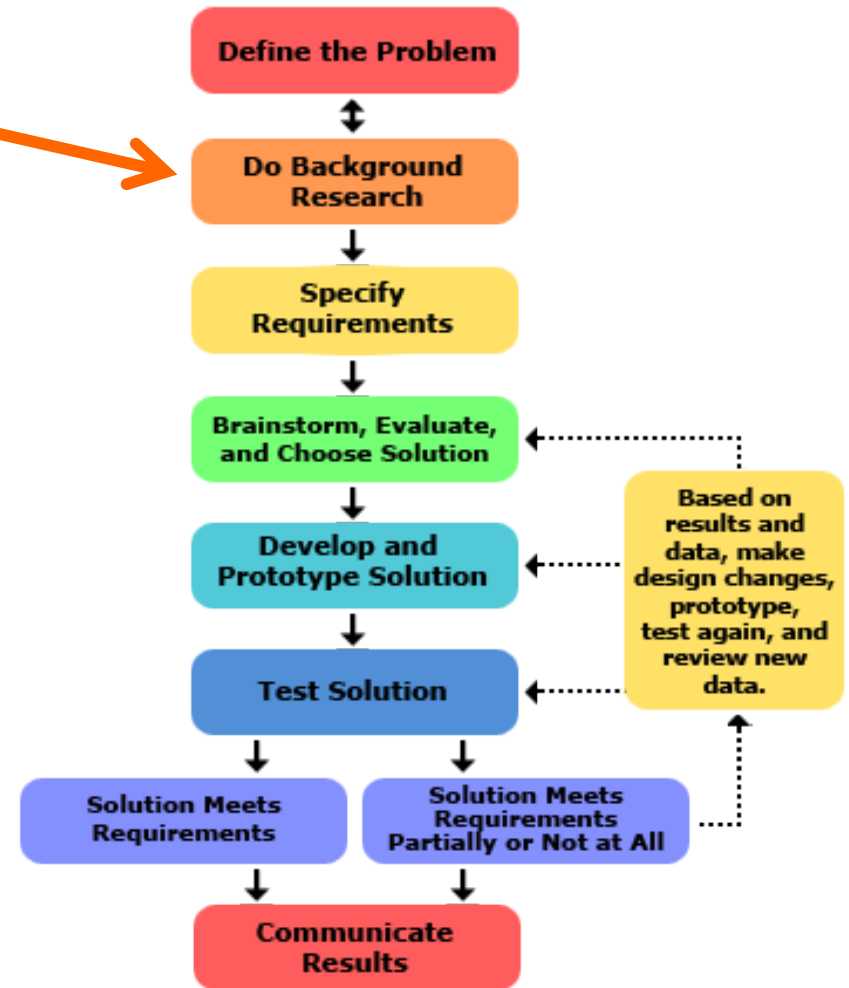 Define the Problem
Do Background
Research
Specify
Requirements
Brainstorm, Evaluate,
and Choose Solution
Develop and
Prototype Solution
Test Solution
Based on
results and
data, make
design changes,
prototype,
test again, and
review new
data.
Solution Meets
Requirements
Solution Meets
Requirements
Partially or Not at All
Communicate
Results